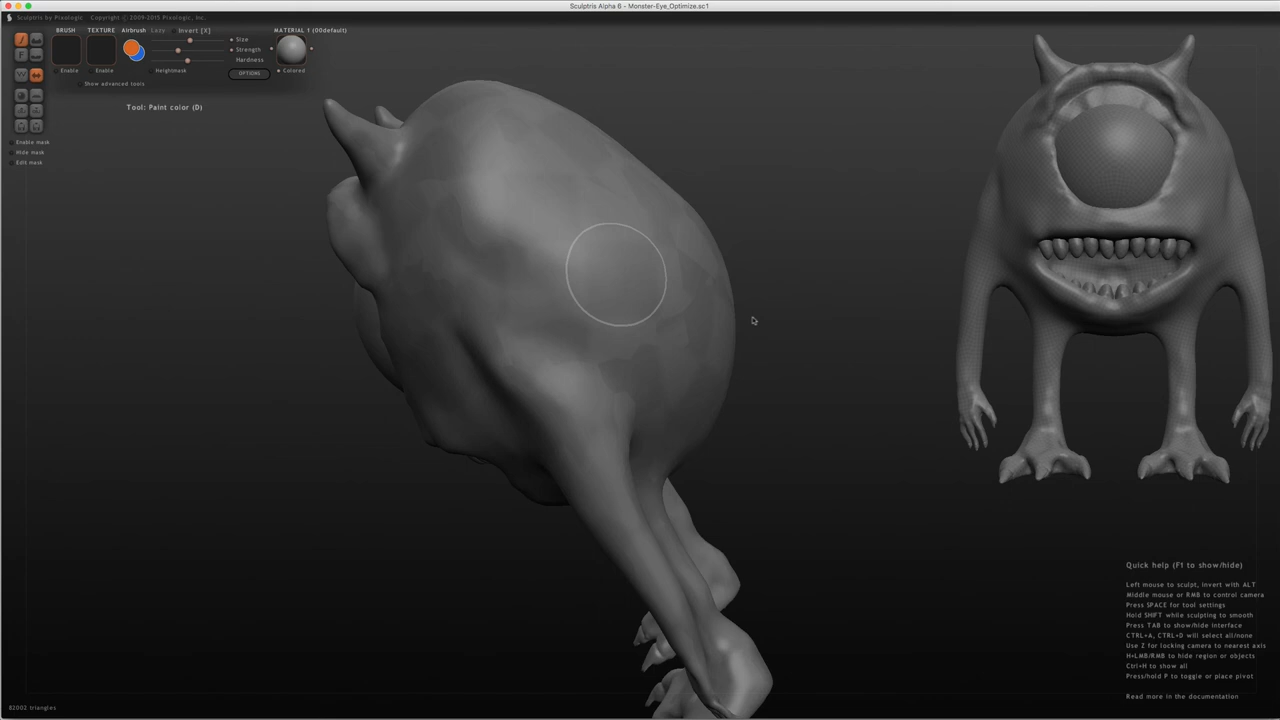 Sculptris Alpha 6 - Monster-Eye_Optimize.sc1
Sculptris by Pixologic Copyright © 2009-2015 Pixologic, Inc.
BRUSH TEXTURE Airbrush Lazy Invert [X] MATERIAL 1 (00default)
Size
Strength
Hardness
Enable Enable Heightmask OPTIONS Colored
Show advanced tools
Tool: Paint color (D)
Enable mask
Hide mask
Edit mask
Quick help (F1 to show/hide)
Left mouse to sculpt, invert with ALT
Middle mouse or RMB to control camera
Press SPACE for tool settings
Hold SHIFT while sculpting to smooth
Press TAB to show/hide interface
CTRL+A, CTRL+D will select all/none
Use Z for locking camera to nearest axis
H+LMB/RMB to hide region or objects
Ctrl+H to show all
Press/hold P to toggle or place pivot
Read more in the documentation
82002 triangles